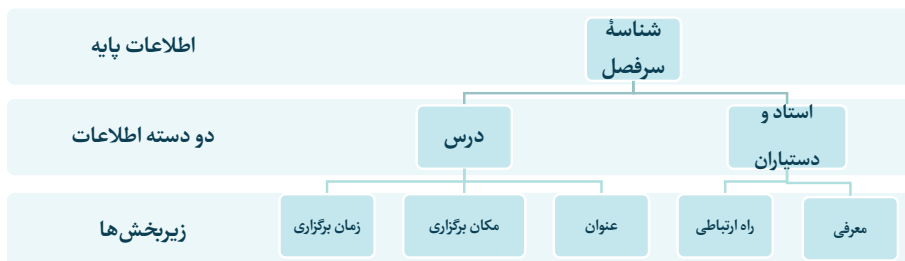 شناسهٔ
سرفصل
اطلاعات پایه
استاد و
دستیاران
درس
دو دسته اطلاعات
معرفی
راه ارتباطی
عنوان
مکان برگزاری
زمان برگزاری
زیربخش‌ها